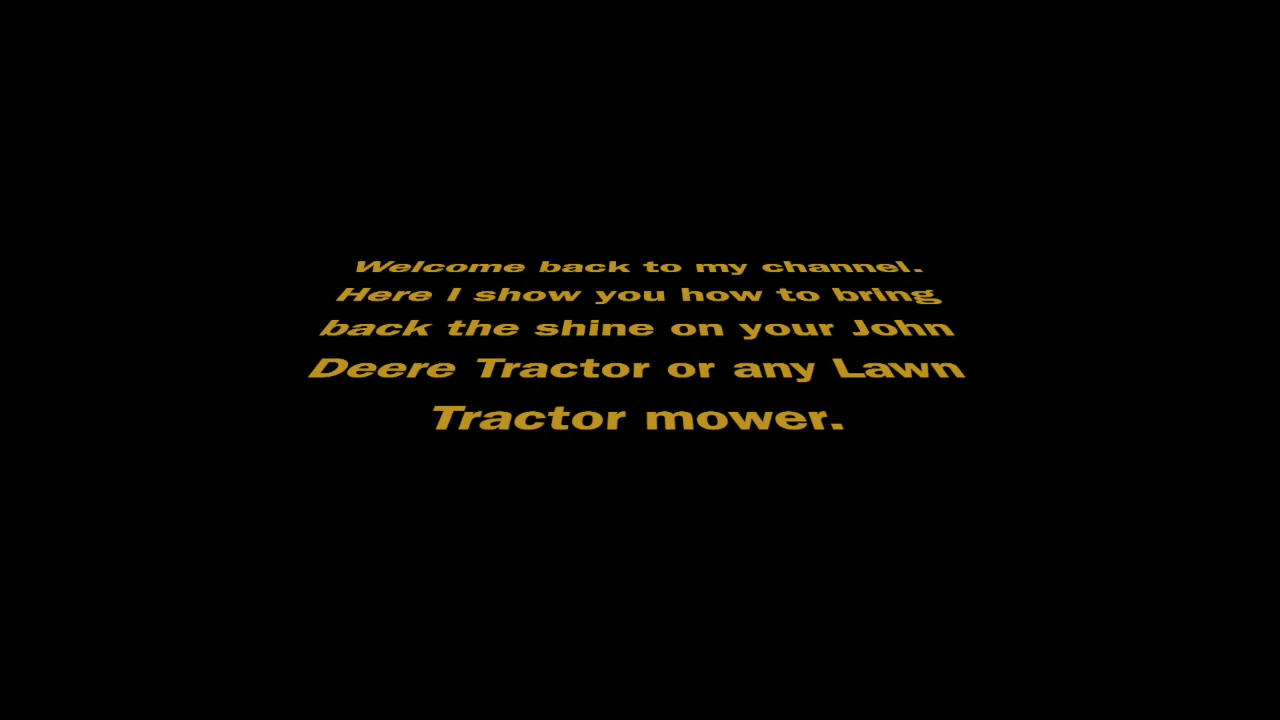 Welcome back to my channel.
Here I show you how to bring
back the shine on your John
Deere Tractor or any Lawn
Tractor mower.